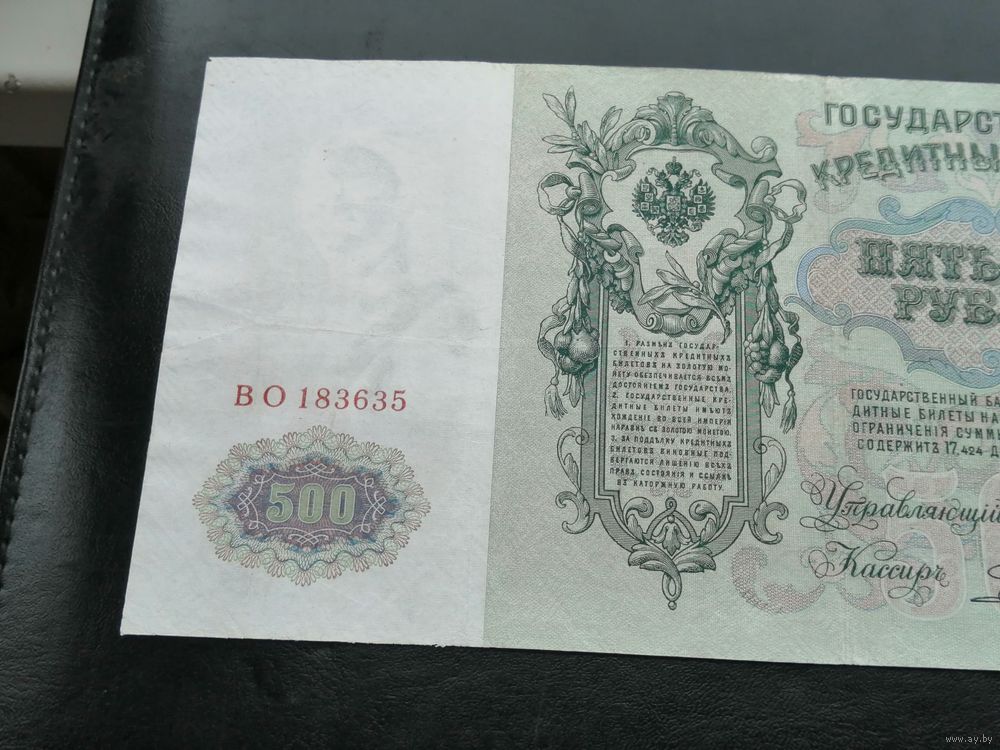 ВО 183635
500
1. РАЗМѢНЪ ГОСУДАР-
СТВЕННЫХЪ КРЕДИТНЫХЪ
БИЛЕТОВЪ НА ЗОЛОТУЮ МО-
НЕТУ ОБЕЗПЕЧИВАЕТСЯ ВСѢМЪ
ДОСТОЯНІЕМЪ ГОСУДАРСТВА.
2. ГОСУДАРСТВЕННЫЕ КРЕ-
ДИТНЫЕ БИЛЕТЫ ИМѢЮТЪ
ХОЖДЕНІЕ ВО ВСЕЙ ИМПЕРІИ
НАРАВНѢ СЪ ЗОЛОТОЮ МОНЕТОЮ.
3. ЗА ПОДДѢЛКУ КРЕДИТНЫХЪ
БИЛЕТОВЪ ВИНОВНЫЕ ПОД-
ВЕРГАЮТСЯ ЛИШЕНІЮ ВСѢХЪ
ПРАВЪ СОСТОЯНІЯ И ССЫЛКѢ
ВЪ КАТОРЖНУЮ РАБОТУ.
ГОСУДАРСТ
КРЕДИТНЫ
ПЯТЬ
РУБ
ГОСУДАРСТВЕННЫЙ БА
ДИТНЫЕ БИЛЕТЫ НА
ОГРАНИЧЕНІЯ СУММ
СОДЕРЖИТЪ 17,424 Д
Управляющій
Кассиръ
www.ay.by